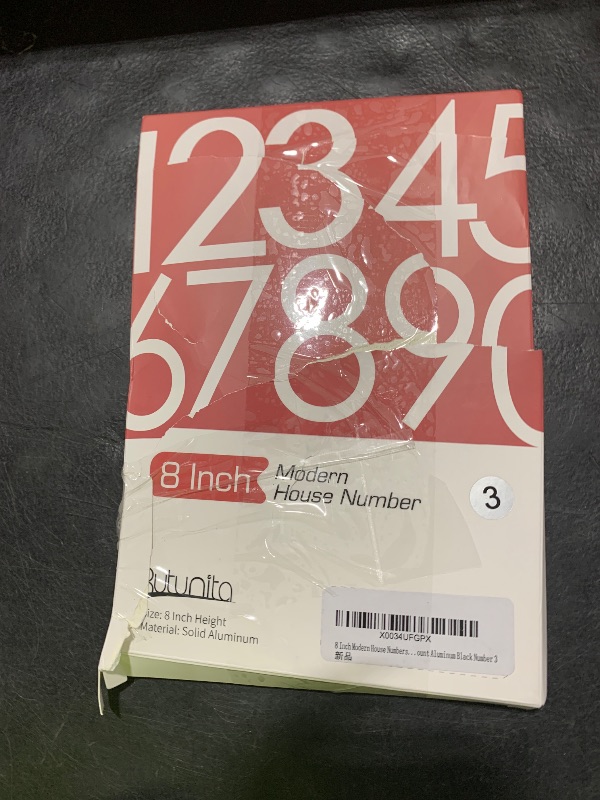 12345
67890
8 Inch
Modern
House Number
3
Rutunita
Size: 8 Inch Height
Material: Solid Aluminum
X0034UFGPX
8 Inch Modern House Numbers...ount Aluminum Black Number 3
新品